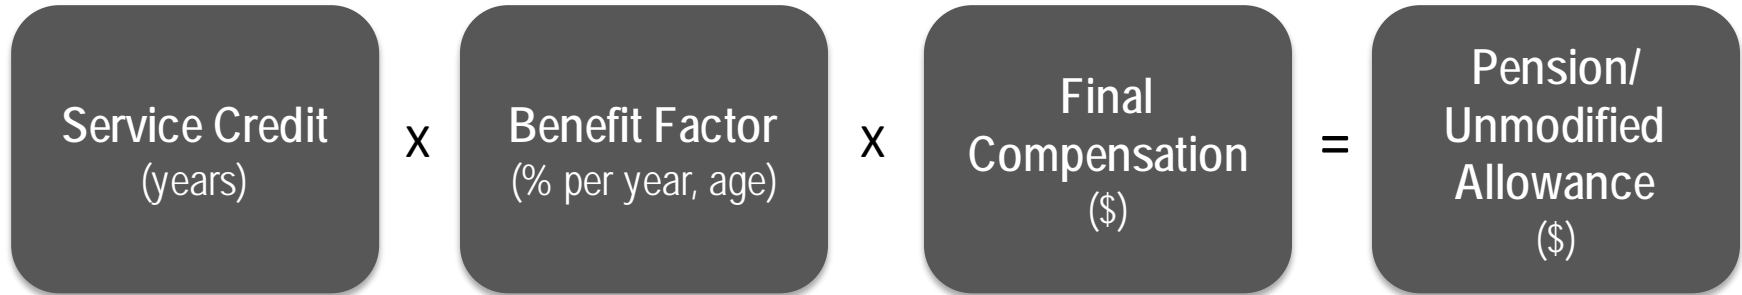 Service Credit
(years)
X
Benefit Factor
(% per year, age)
X
Final
Compensation
($)
=
Pension/
Unmodified
Allowance
($)